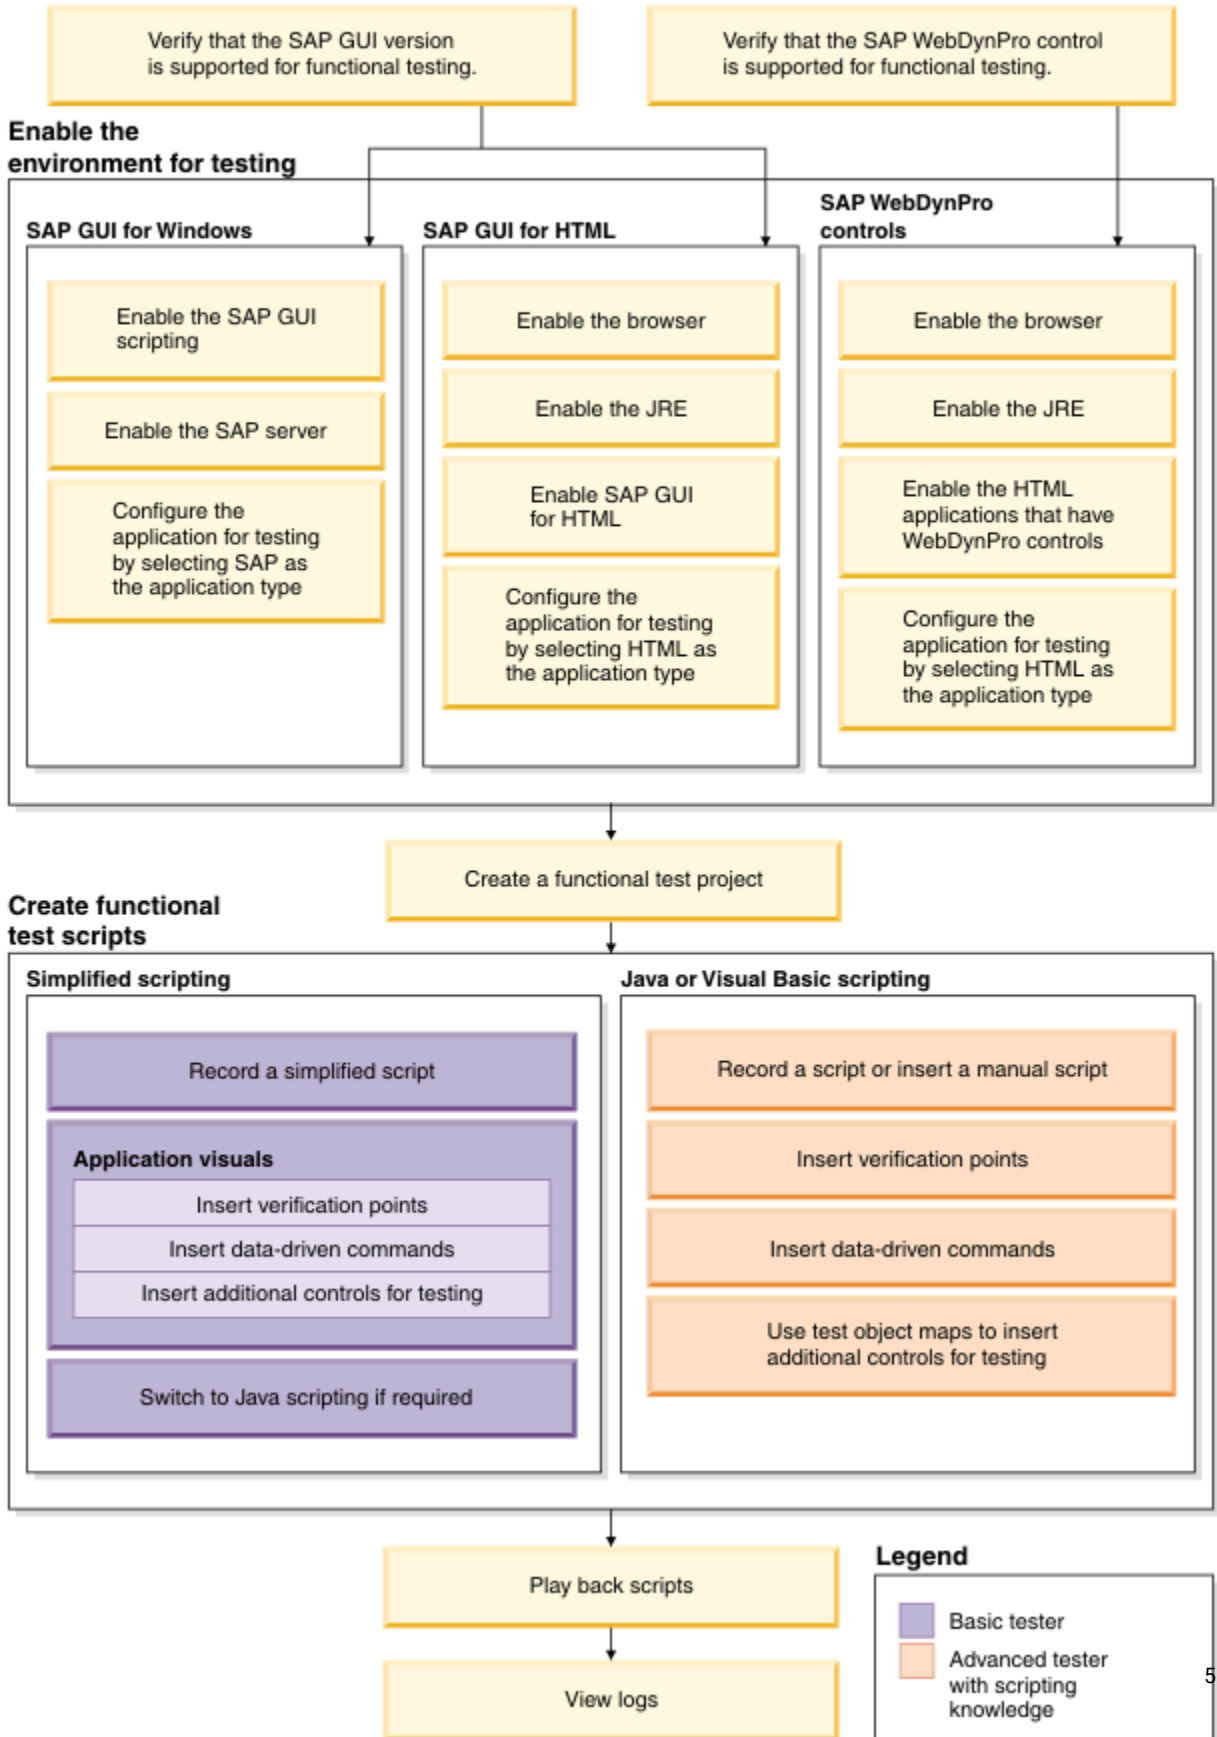 Verify that the SAP GUI version
is supported for functional testing.
Verify that the SAP WebDynPro control
is supported for functional testing.
Enable the
environment for testing
SAP GUI for Windows
Enable the SAP GUI
scripting
Enable the SAP server
Configure the
application for testing
by selecting SAP as
the application type
SAP GUI for HTML
Enable the browser
Enable the JRE
Enable SAP GUI
for HTML
Configure the
application for testing
by selecting HTML as
the application type
SAP WebDynPro
controls
Enable the browser
Enable the JRE
Enable the HTML
applications that have
WebDynPro controls
Configure the
application for testing
by selecting HTML as
the application type
Create a functional test project
Create functional
test scripts
Simplified scripting
Record a simplified script
Application visuals
Insert verification points
Insert data-driven commands
Insert additional controls for testing
Switch to Java scripting if required
Java or Visual Basic scripting
Record a script or insert a manual script
Insert verification points
Insert data-driven commands
Use test object maps to insert
additional controls for testing
Play back scripts
View logs
Legend
Basic tester
Advanced tester
with scripting
knowledge
5